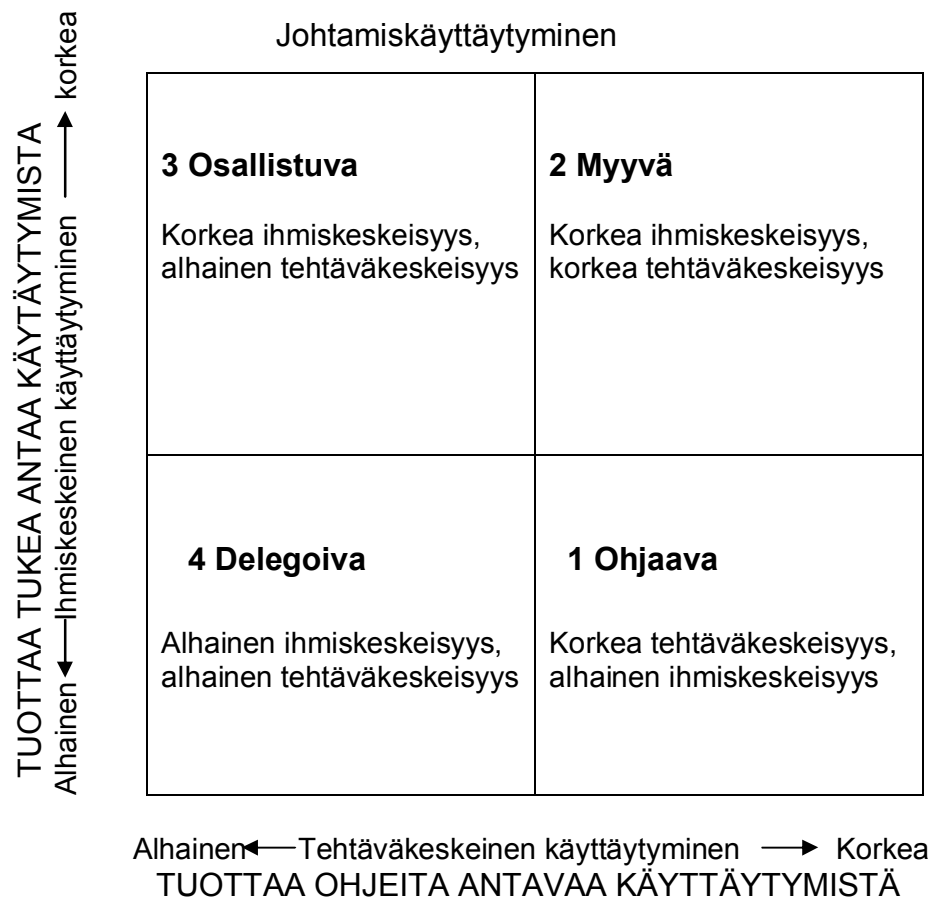 Johtamiskäyttäytyminen
TUOTTAA TUKEA ANTAA KÄYTÄYTYMISTA
Alhainen Ihmiskeskeinen käyttäytyminen korkea
3 Osallistuva
Korkea ihmiskeskeisyys,
alhainen tehtäväkeskeisyys
2 Myyvä
Korkea ihmiskeskeisyys,
korkea tehtäväkeskeisyys
4 Delegoiva
Alhainen ihmiskeskeisyys,
alhainen tehtäväkeskeisyys
1 Ohjaava
Korkea tehtäväkeskeisyys,
alhainen ihmiskeskeisyys
Alhainen Tehtäväkeskeinen käyttäytyminen Korkea
TUOTTAA OHJEITA ANTAVAA KÄYTTÄYTYMISTÄ